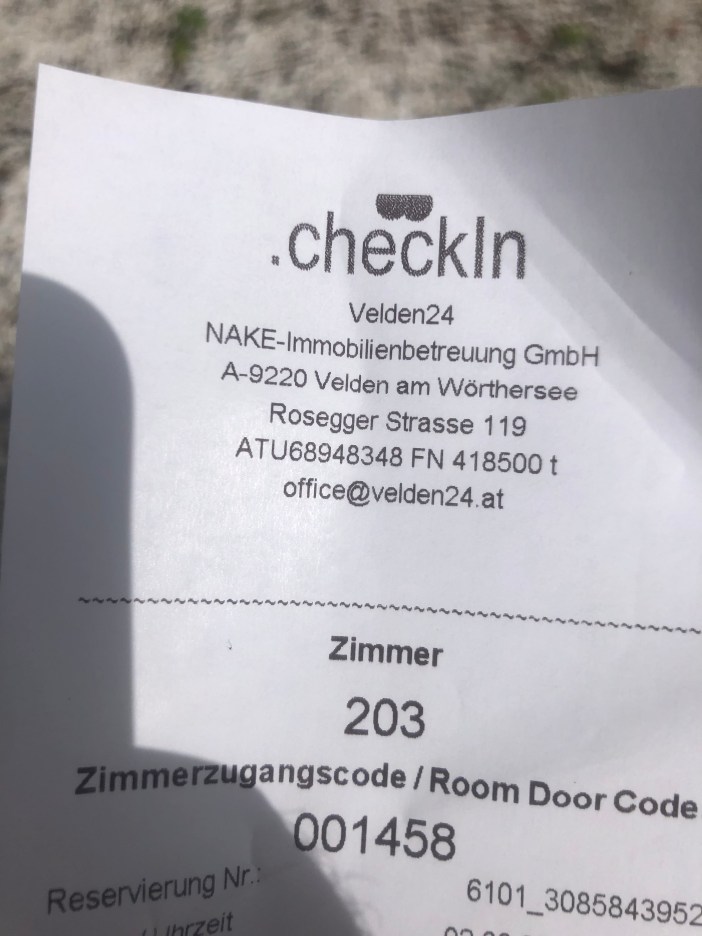 .checkIn
Velden24
NAKE-Immobilienbetreuung GmbH
A-9220 Velden am Wörthersee
Rosegger Strasse 119
ATU68948348 FN 418500 t
office@velden24.at
Zimmer
203
Zimmerzugangscode / Room Door Code
001458
Reservierung Nr.: 6101_3085843952
/Uhrzeit